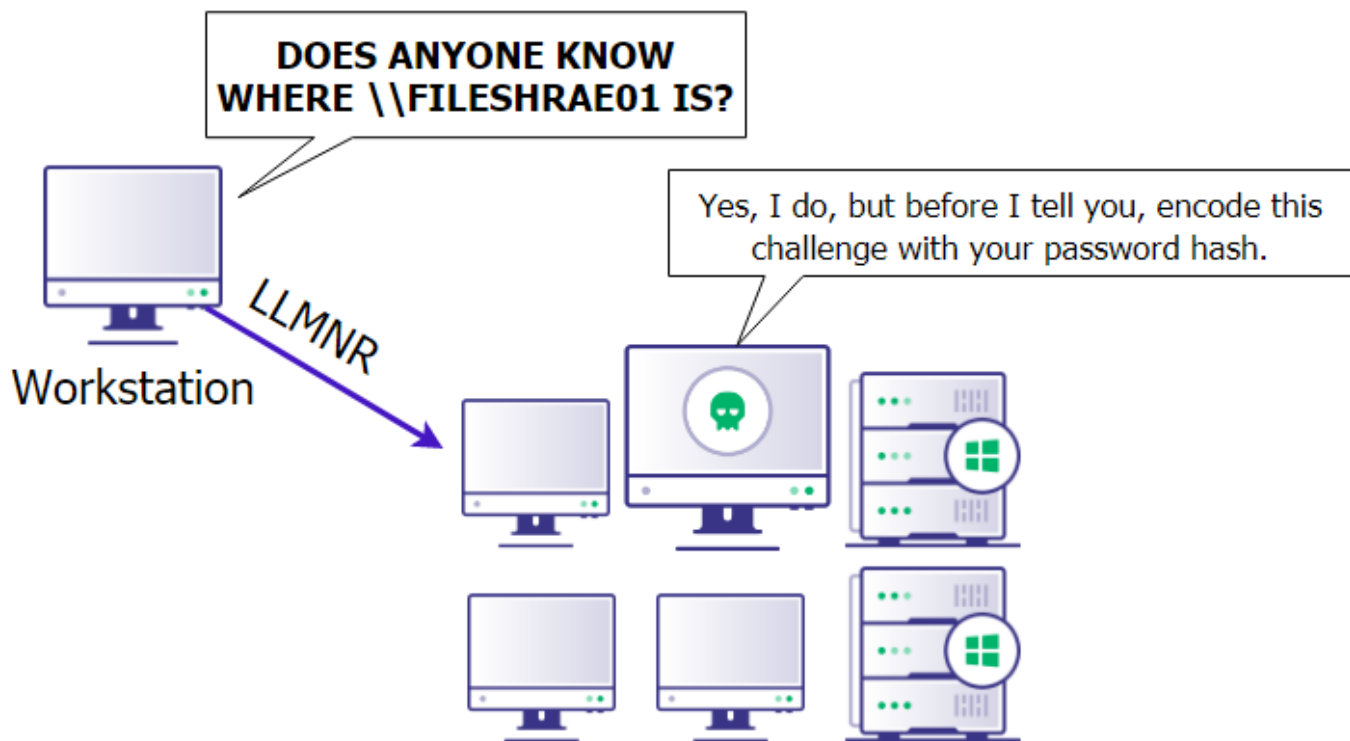 DOES ANYONE KNOW
WHERE \\FILESHRAE01 IS?
Yes, I do, but before I tell you, encode this
challenge with your password hash.
LLMNR
Workstation